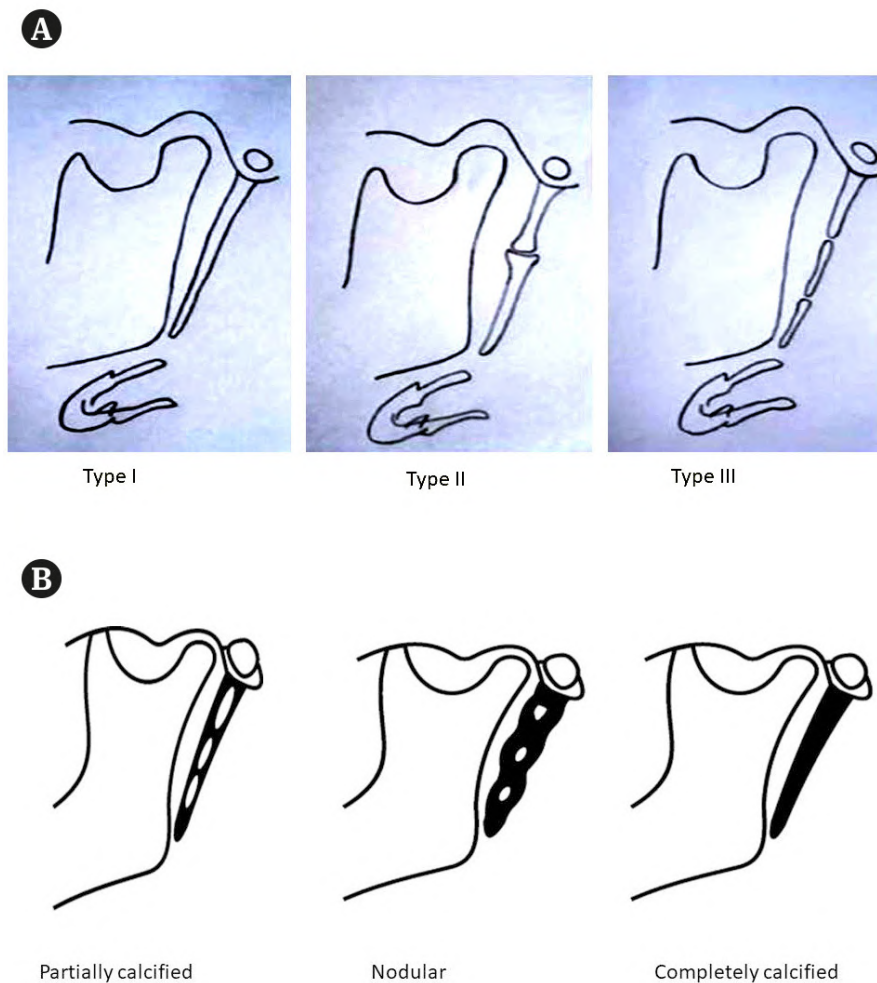 A
Type I
Type II
Type III
B
Partially calcified
Nodular
Completely calcified